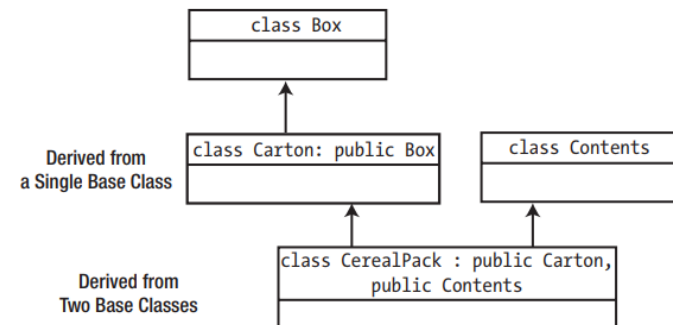 class Box
Derived from
a Single Base Class
class Carton: public Box
class Contents
Derived from
Two Base Classes
class CerealPack : public Carton,
public Contents